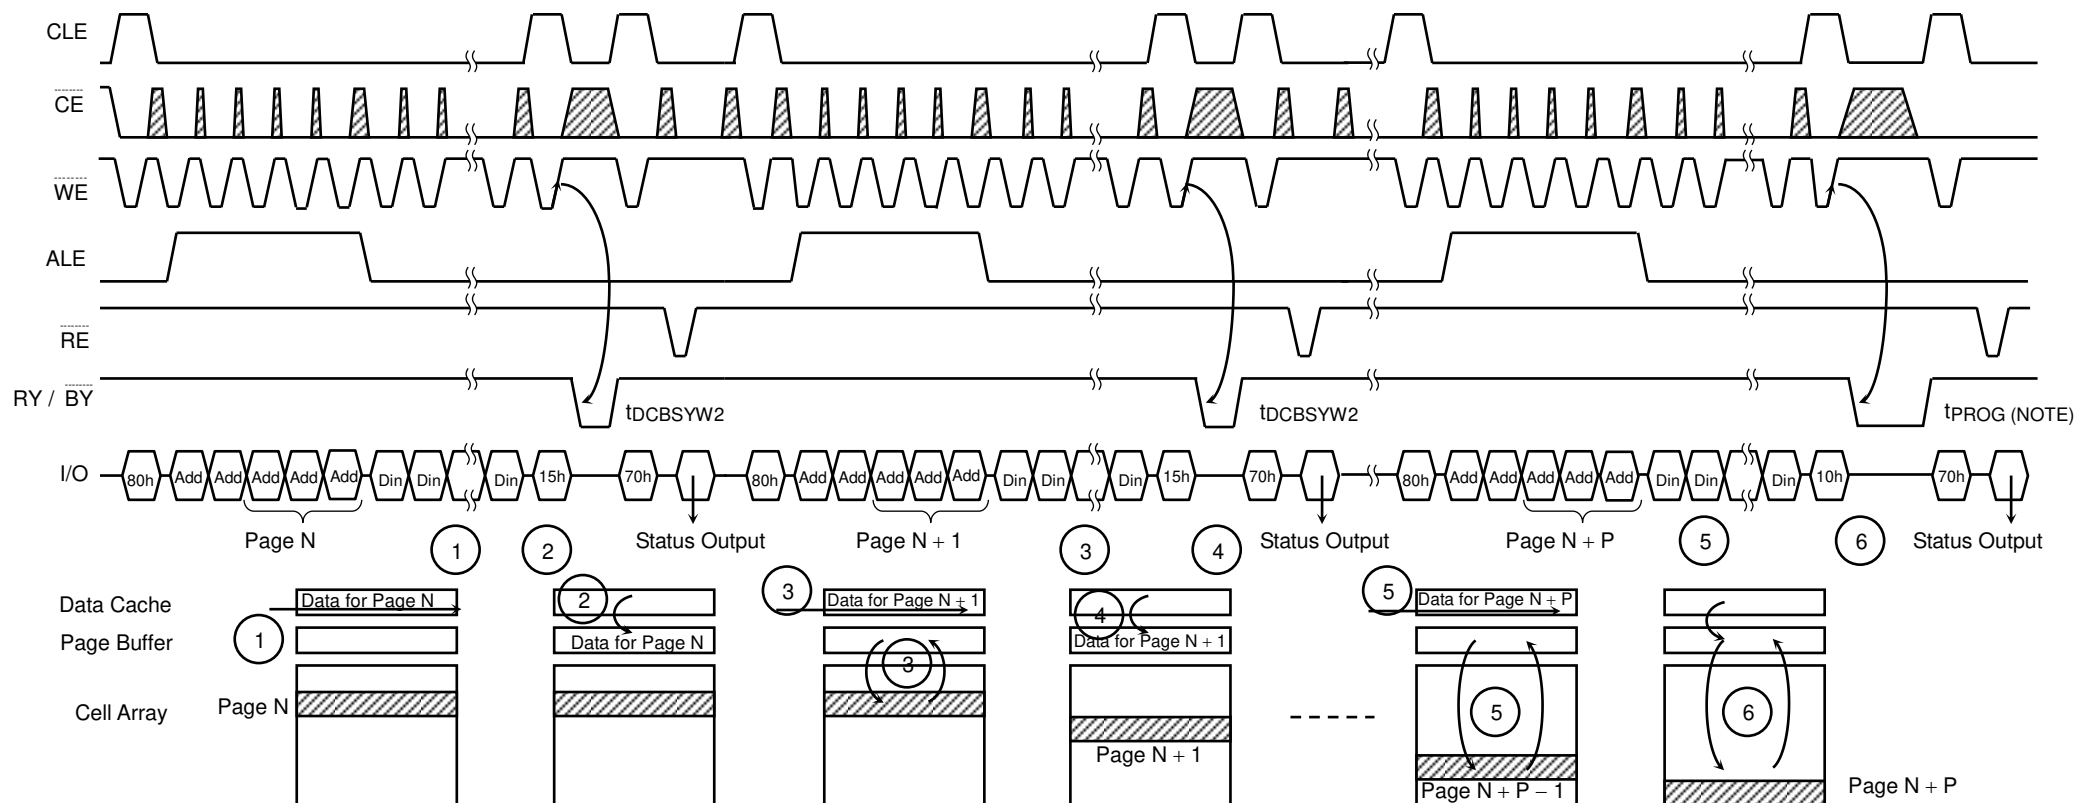 CLE
CE
WE
ALE
RE
RY / BY
tDCBSYW2
tDCBSYW2
tPROG (NOTE)
I/O
80h Add Add Add Add Add Din Din Din 15h 70h 80h Add Add Add Add Add Din Din Din 15h 70h 80h Add Add Add Add Add Din Din Din 10h 70h
Page N 1 2 Status Output Page N + 1 3 4 Status Output Page N + P 5 6 Status Output
Data Cache
1 Data for Page N
2
3 Data for Page N + 1
4
5 Data for Page N + P
Page Buffer
Data for Page N
3
Data for Page N + 1
Cell Array
Page N
Page N + 1
5
Page N + P − 1
6
Page N + P